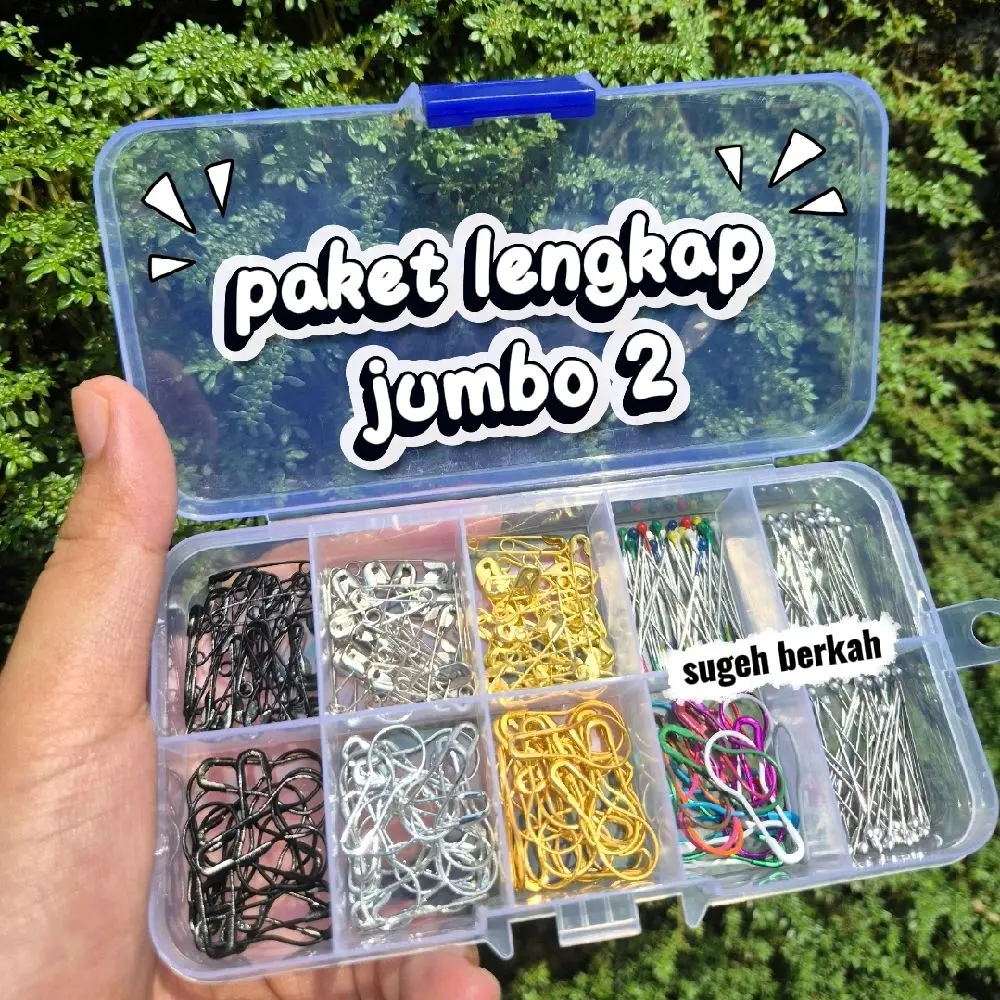 paket lengkap
jumbo 2
sugeh berkah